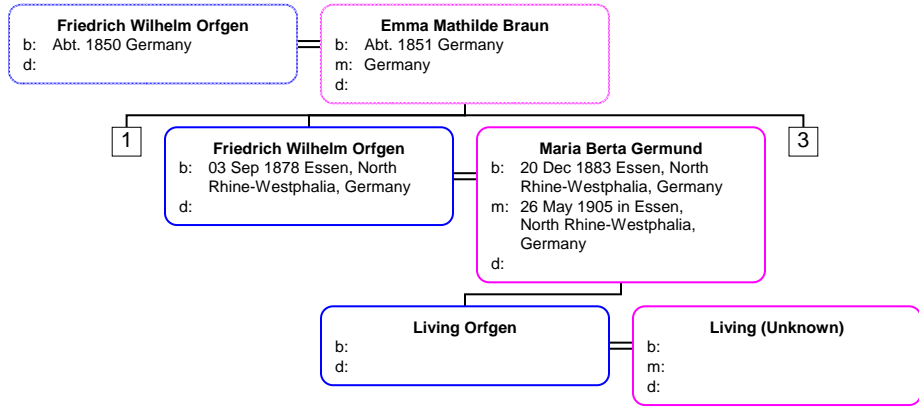 Friedrich Wilhelm Orfgen
b: Abt. 1850 Germany
d:
Emma Mathilde Braun
b: Abt. 1851 Germany
m: Germany
d:
1
Friedrich Wilhelm Orfgen
b: 03 Sep 1878 Essen, North
Rhine-Westphalia, Germany
d:
Maria Berta Germund
b: 20 Dec 1883 Essen, North
Rhine-Westphalia, Germany
m: 26 May 1905 in Essen,
North Rhine-Westphalia,
Germany
d:
3
Living Orfgen
b:
d:
Living (Unknown)
b:
m:
d: